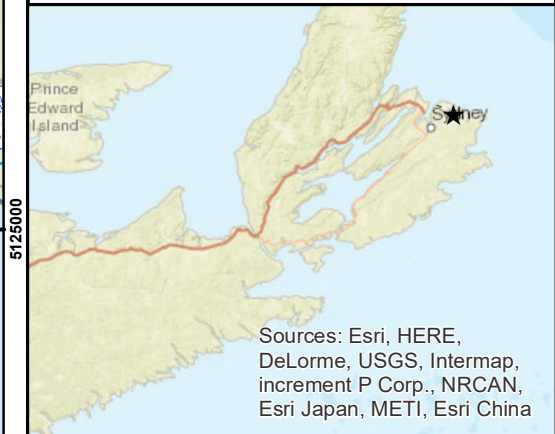 Prince
Edward
Island
Sydney
5125000
Sources: Esri, HERE,
DeLorme, USGS, Intermap,
increment P Corp., NRCAN,
Esri Japan, METI, Esri China